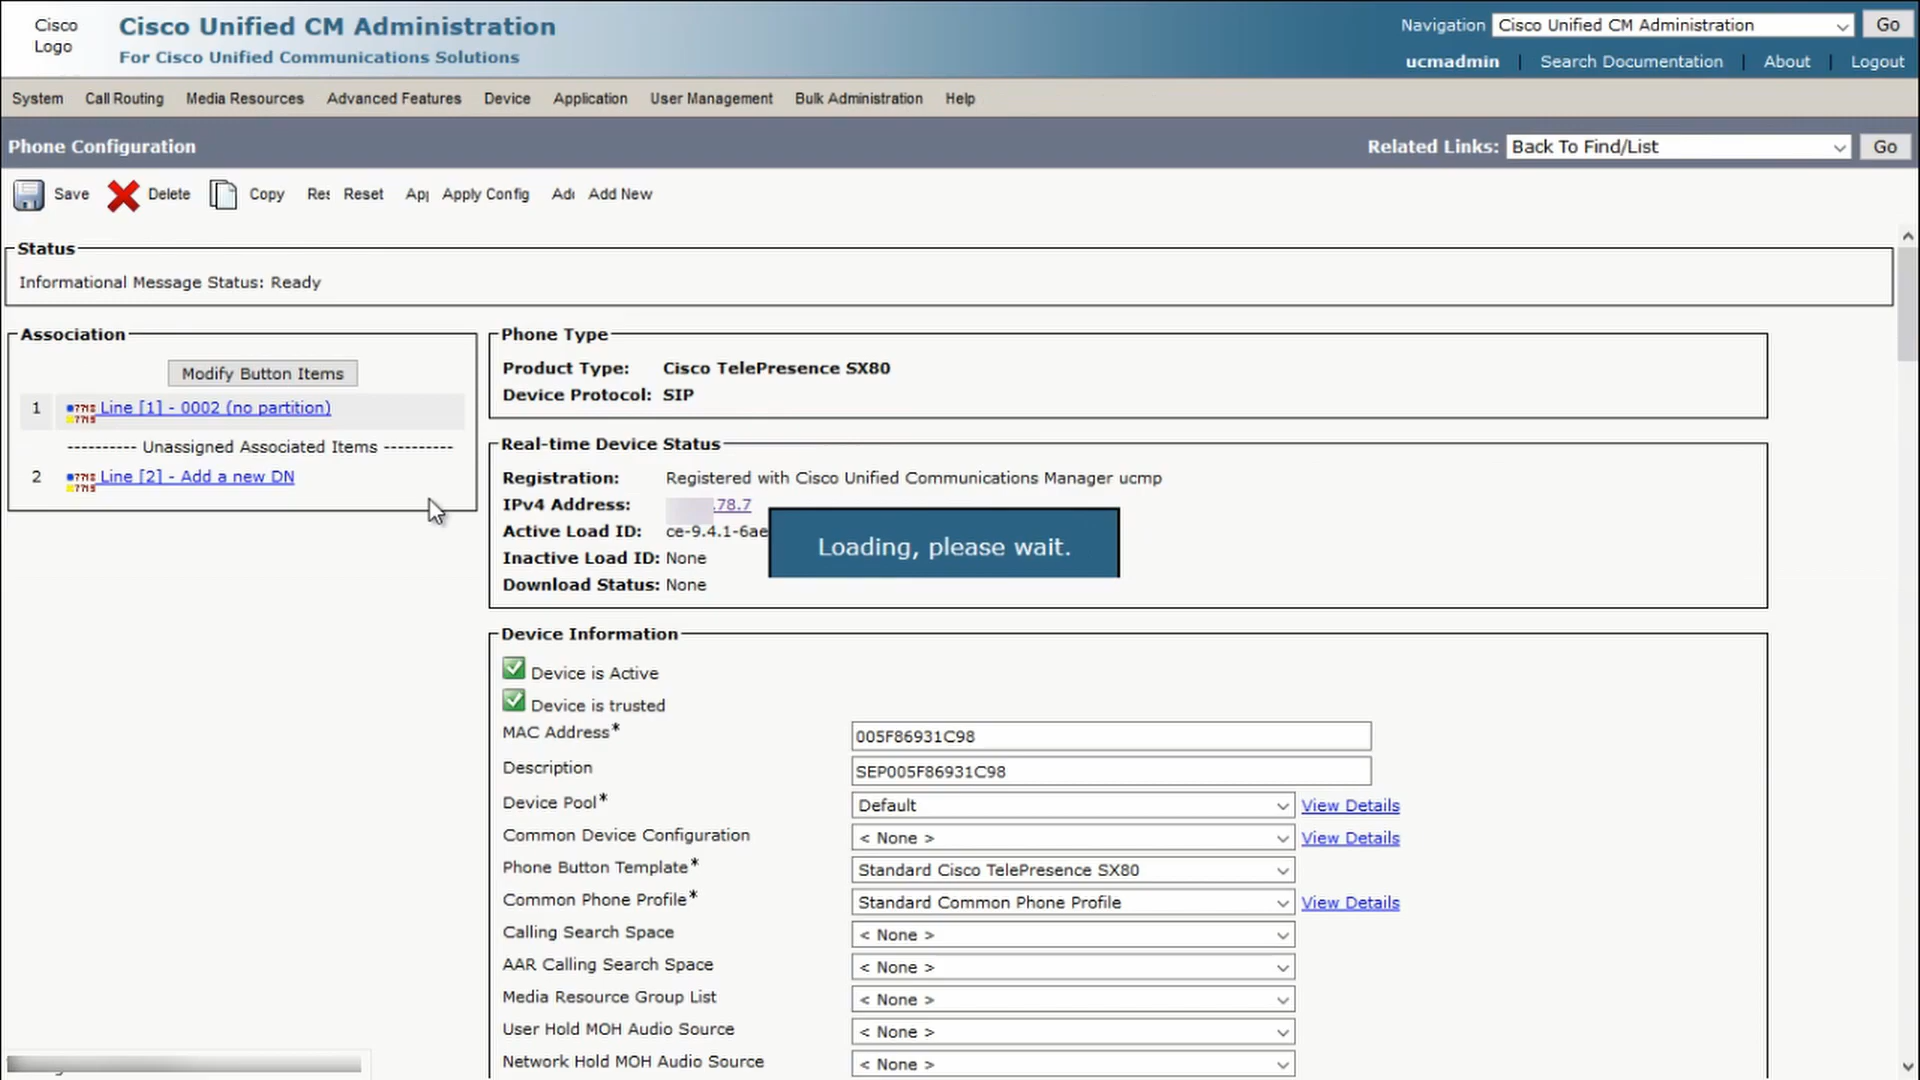 Cisco
Logo
Cisco Unified CM Administration
For Cisco Unified Communications Solutions
Navigation Cisco Unified CM Administration Go
ucmadmin | Search Documentation | About | Logout
System Call Routing Media Resources Advanced Features Device Application User Management Bulk Administration Help
Phone Configuration
Related Links: Back To Find/List Go
Save Delete Copy Res Reset Apply Config Add New
Status
Informational Message Status: Ready
Association
Modify Button Items
1 Line [1] - 0002 (no partition)
---------- Unassigned Associated Items ----------
2 Line [2] - Add a new DN
Phone Type
Product Type: Cisco TelePresence SX80
Device Protocol: SIP
Real-time Device Status
Registration: Registered with Cisco Unified Communications Manager ucmp
IPv4 Address: .78.7
Active Load ID: ce-9.4.1-6ae
Inactive Load ID: None
Download Status: None
Loading, please wait.
Device Information
Device is Active
Device is trusted
MAC Address* 005F86931C98
Description SEP005F86931C98
Device Pool* Default View Details
Common Device Configuration < None > View Details
Phone Button Template* Standard Cisco TelePresence SX80
Common Phone Profile* Standard Common Phone Profile View Details
Calling Search Space < None >
AAR Calling Search Space < None >
Media Resource Group List < None >
User Hold MOH Audio Source < None >
Network Hold MOH Audio Source < None >